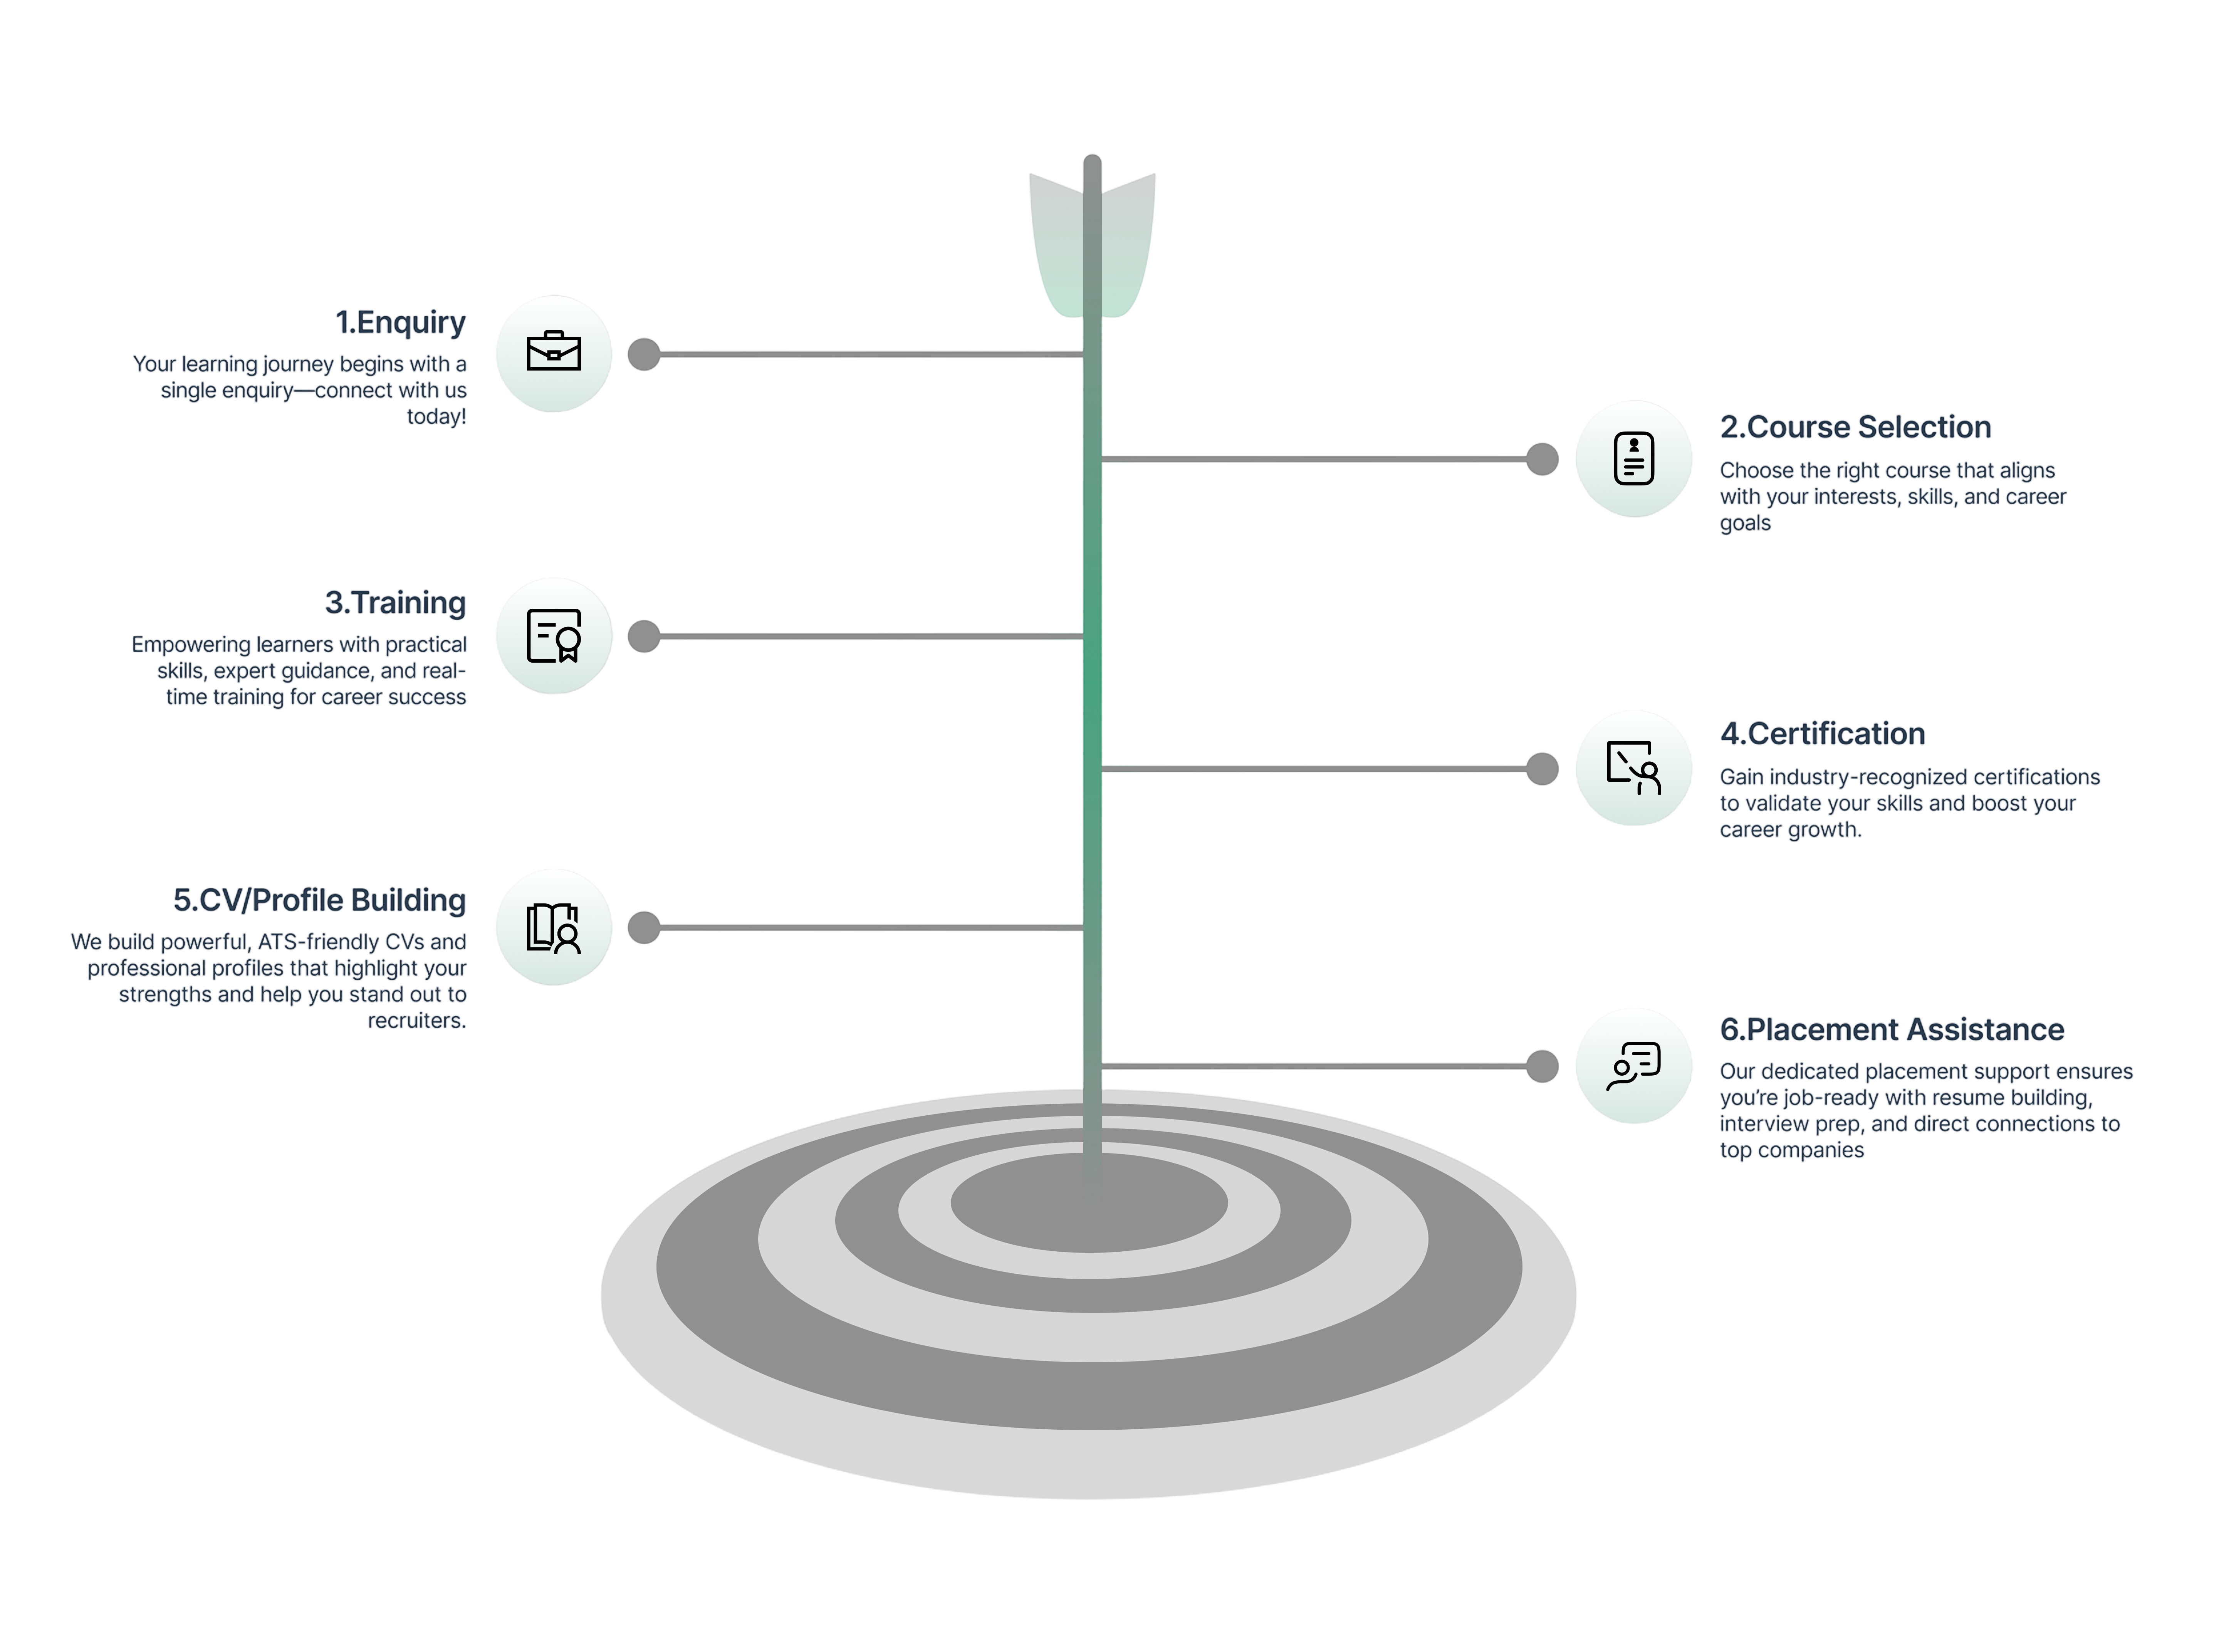 1.Enquiry
Your learning journey begins with a
single enquiry—connect with us
today!
2.Course Selection
Choose the right course that aligns
with your interests, skills, and career
goals
3.Training
Empowering learners with practical
skills, expert guidance, and real-
time training for career success
4.Certification
Gain industry-recognized certifications
to validate your skills and boost your
career growth.
5.CV/Profile Building
We build powerful, ATS-friendly CVs and
professional profiles that highlight your
strengths and help you stand out to
recruiters.
6.Placement Assistance
Our dedicated placement support ensures
you’re job-ready with resume building,
interview prep, and direct connections to
top companies